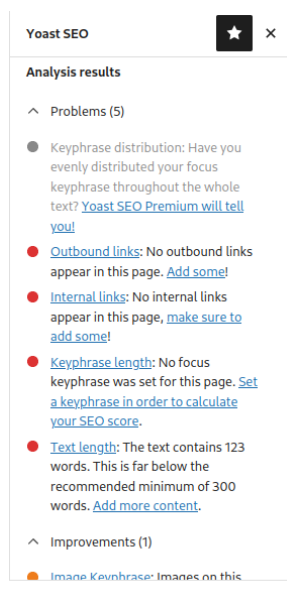 Yoast SEO
Analysis results
Problems (5)
Keyphrase distribution: Have you
evenly distributed your focus
keyphrase throughout the whole
text? Yoast SEO Premium will tell
you!
Outbound links: No outbound links
appear in this page. Add some!
Internal links: No internal links
appear in this page, make sure to
add some!
Keyphrase length: No focus
keyphrase was set for this page. Set
a keyphrase in order to calculate
your SEO score.
Text length: The text contains 123
words. This is far below the
recommended minimum of 300
words. Add more content.
Improvements (1)
Image Keyphrase: Images on this